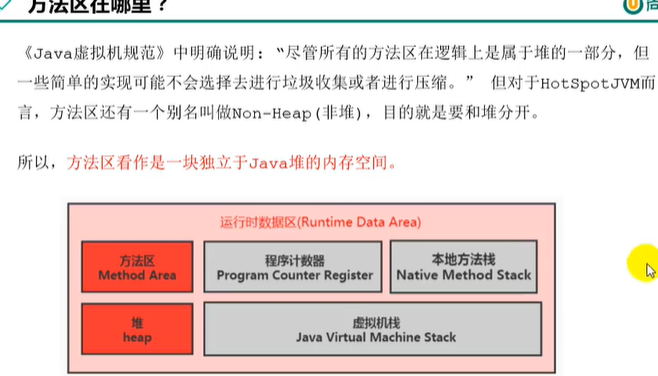 方法区在哪里？
《Java虚拟机规范》中明确说明：“尽管所有的方法区在逻辑上是属于堆的一部分，但
一些简单的实现可能不会选择去进行垃圾收集或者进行压缩。” 但对于HotSpotJVM而
言，方法区还有一个别名叫做Non-Heap(非堆)，目的就是要和堆分开。
所以，方法区看作是一块独立于Java堆的内存空间。
运行时数据区(Runtime Data Area)
方法区
Method Area
程序计数器
Program Counter Register
本地方法栈
Native Method Stack
堆
heap
虚拟机栈
Java Virtual Machine Stack